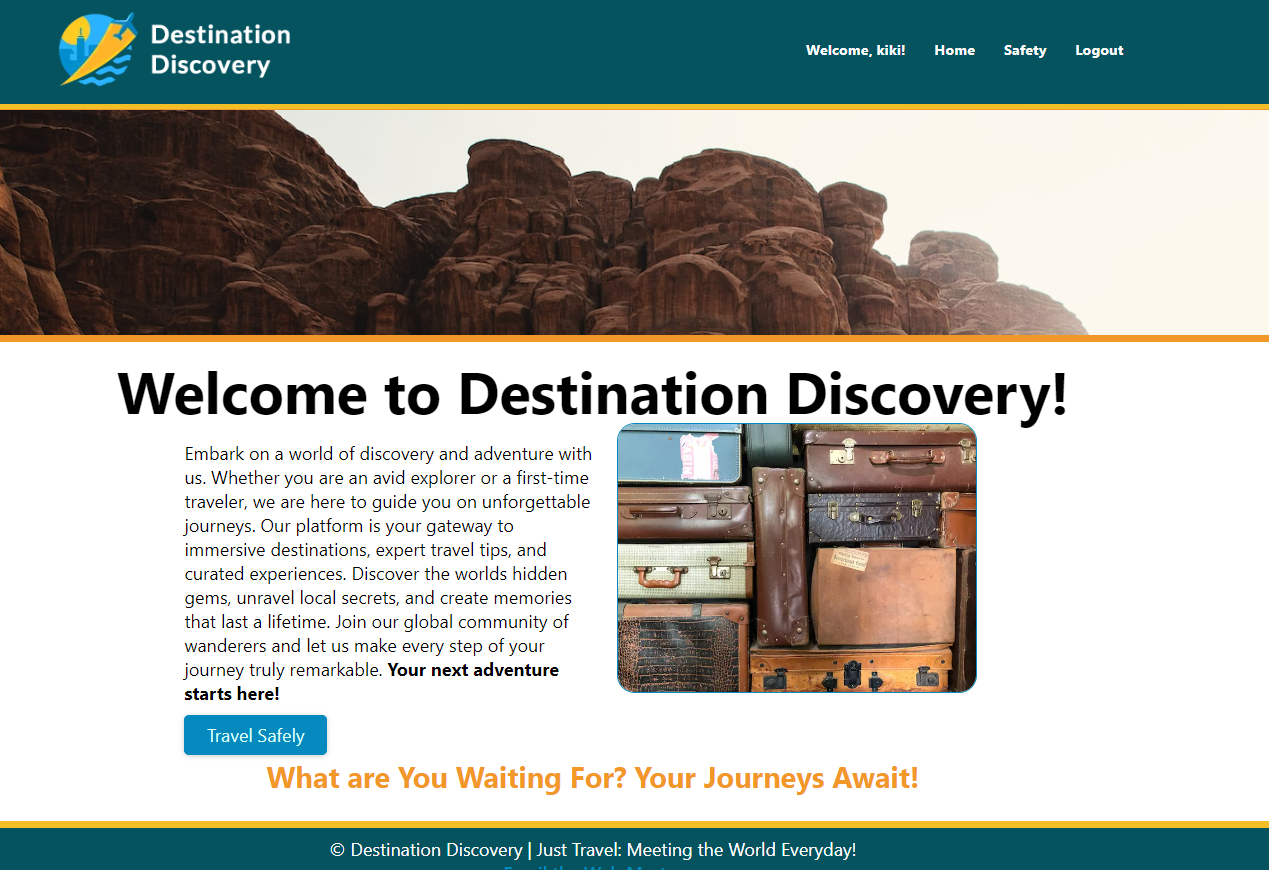 Destination
Discovery
Welcome, kiki! Home Safety Logout
Welcome to Destination Discovery!
Embark on a world of discovery and adventure with
us. Whether you are an avid explorer or a first-time
traveler, we are here to guide you on unforgettable
journeys. Our platform is your gateway to
immersive destinations, expert travel tips, and
curated experiences. Discover the worlds hidden
gems, unravel local secrets, and create memories
that last a lifetime. Join our global community of
wanderers and let us make every step of your
journey truly remarkable. Your next adventure
starts here!
Travel Safely
What are You Waiting For? Your Journeys Await!
© Destination Discovery | Just Travel: Meeting the World Everyday!